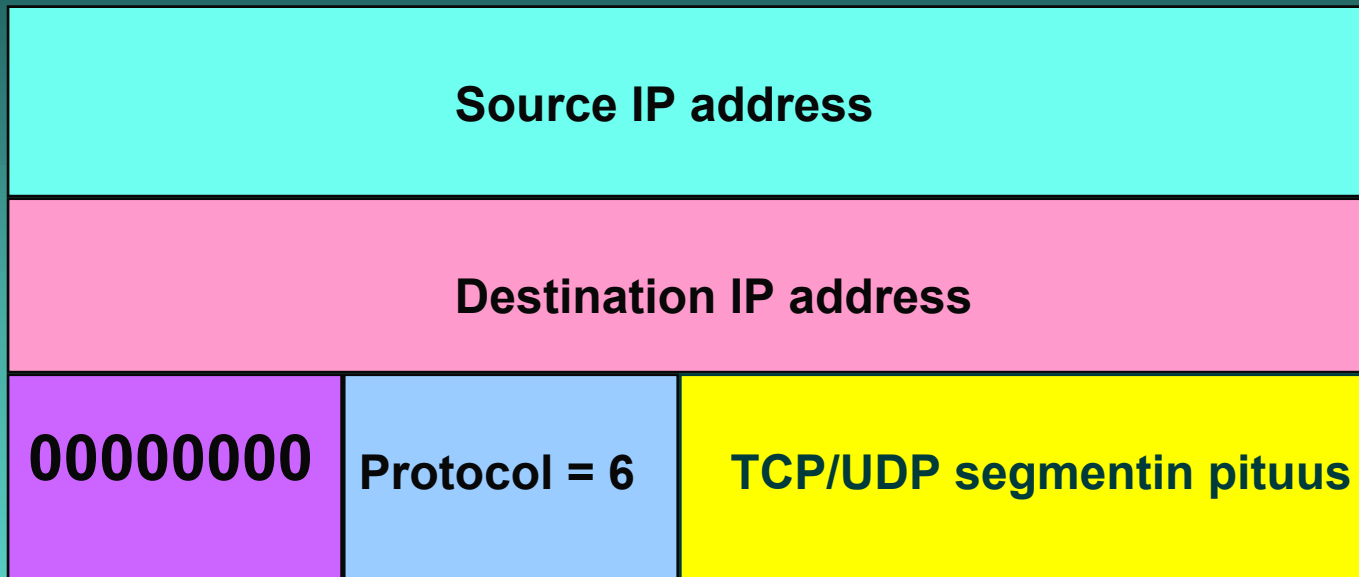 Source IP address
Destination IP address
00000000
Protocol = 6
TCP/UDP segmentin pituus